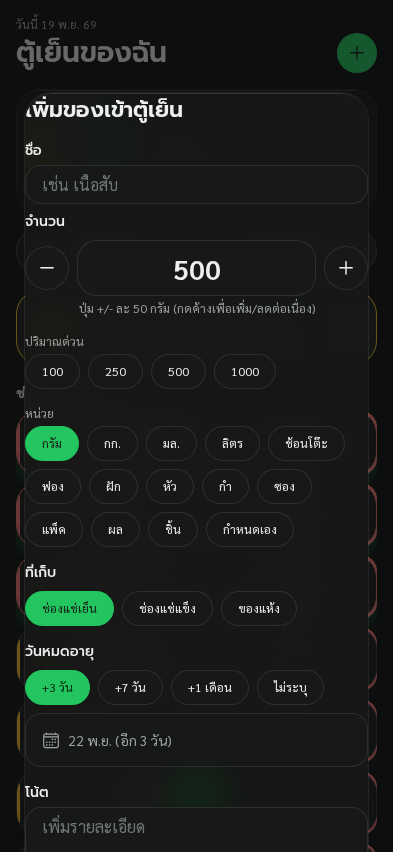 วันนี้ 19 พ.ย. 69
ตู้เย็นของฉัน
เพิ่มของเข้าตู้เย็น
ชื่อ
เช่น เนื้อสับ
จำนวน
500
ปุ่ม +/- ละ 50 กรัม (กดค้างเพื่อเพิ่ม/ลดต่อเนื่อง)
ปริมาณด่วน
100 250 500 1000
หน่วย
กรัม กก. มล. ลิตร ช้อนโต๊ะ
ฟอง ฝัก หัว กำ ซอง
แพ็ค ผล ชิ้น กำหนดเอง
ที่เก็บ
ช่องแช่เย็น ช่องแช่แข็ง ของแห้ง
วันหมดอายุ
+3 วัน +7 วัน +1 เดือน ไม่ระบุ
22 พ.ย. (อีก 3 วัน)
โน้ต
เพิ่มรายละเอียด